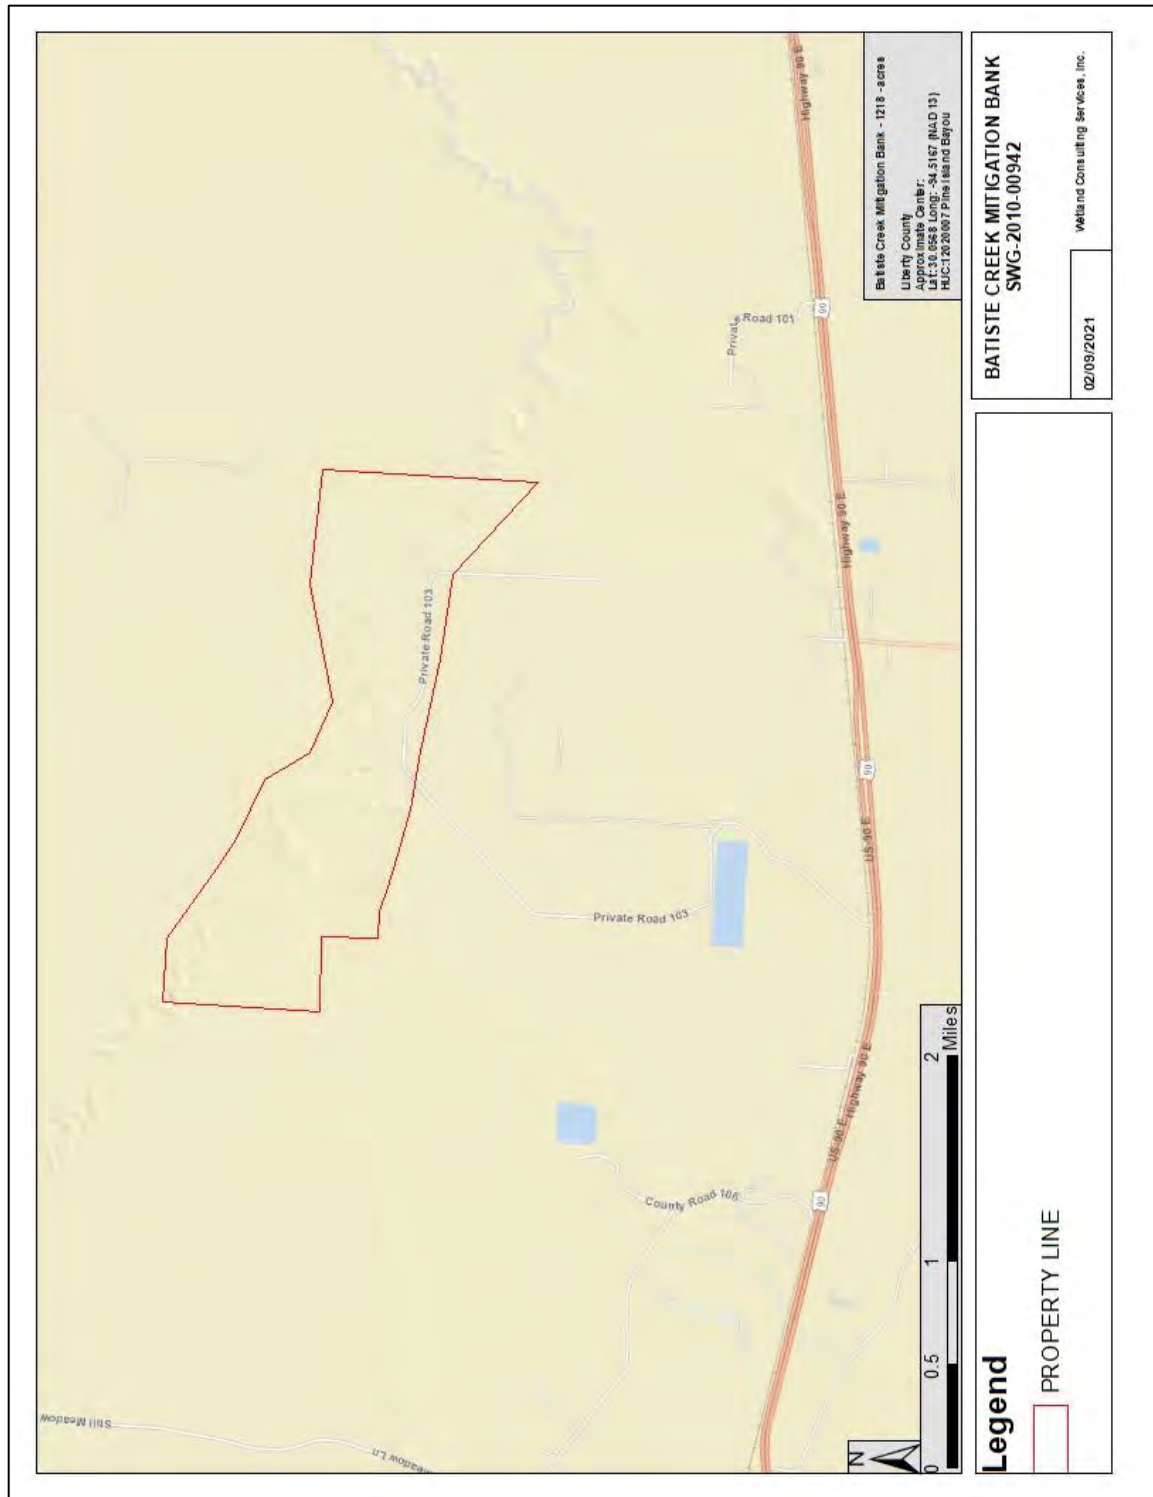 Still Meadow
Meadow Ln
County Road 106
US 90 E
Highway 90 E
90
Private Road 103
Private Road 103
US 90 E
90
Highway 90 E
Private Road 101
90
Highway 90 E
N
0 0.5 1 2
Miles
Batiste Creek Mitigation Bank - 1218 -acres
Liberty County
Approximate Center:
Lat:30.0568 Long: -94.5167 (NAD 13)
HUC:12020007 Pine Island Bayou
Legend
PROPERTY LINE
BATISTE CREEK MITIGATION BANK
SWG-2010-00942
02/09/2021
Wetland Consulting Services, Inc.